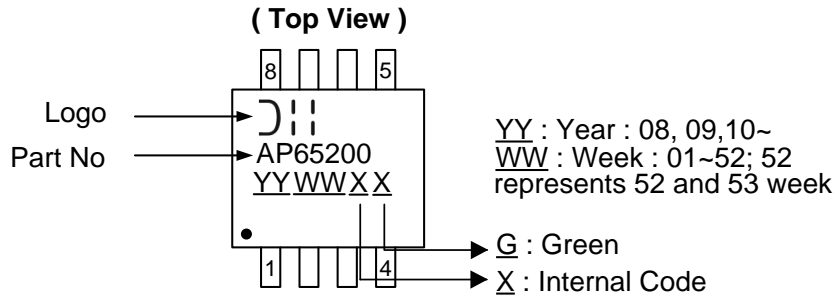 ( Top View )
8 5
Logo
Part No
AP65200
YY WW X X
1 4
YY : Year : 08, 09,10~
WW : Week : 01~52; 52
represents 52 and 53 week
G : Green
X : Internal Code